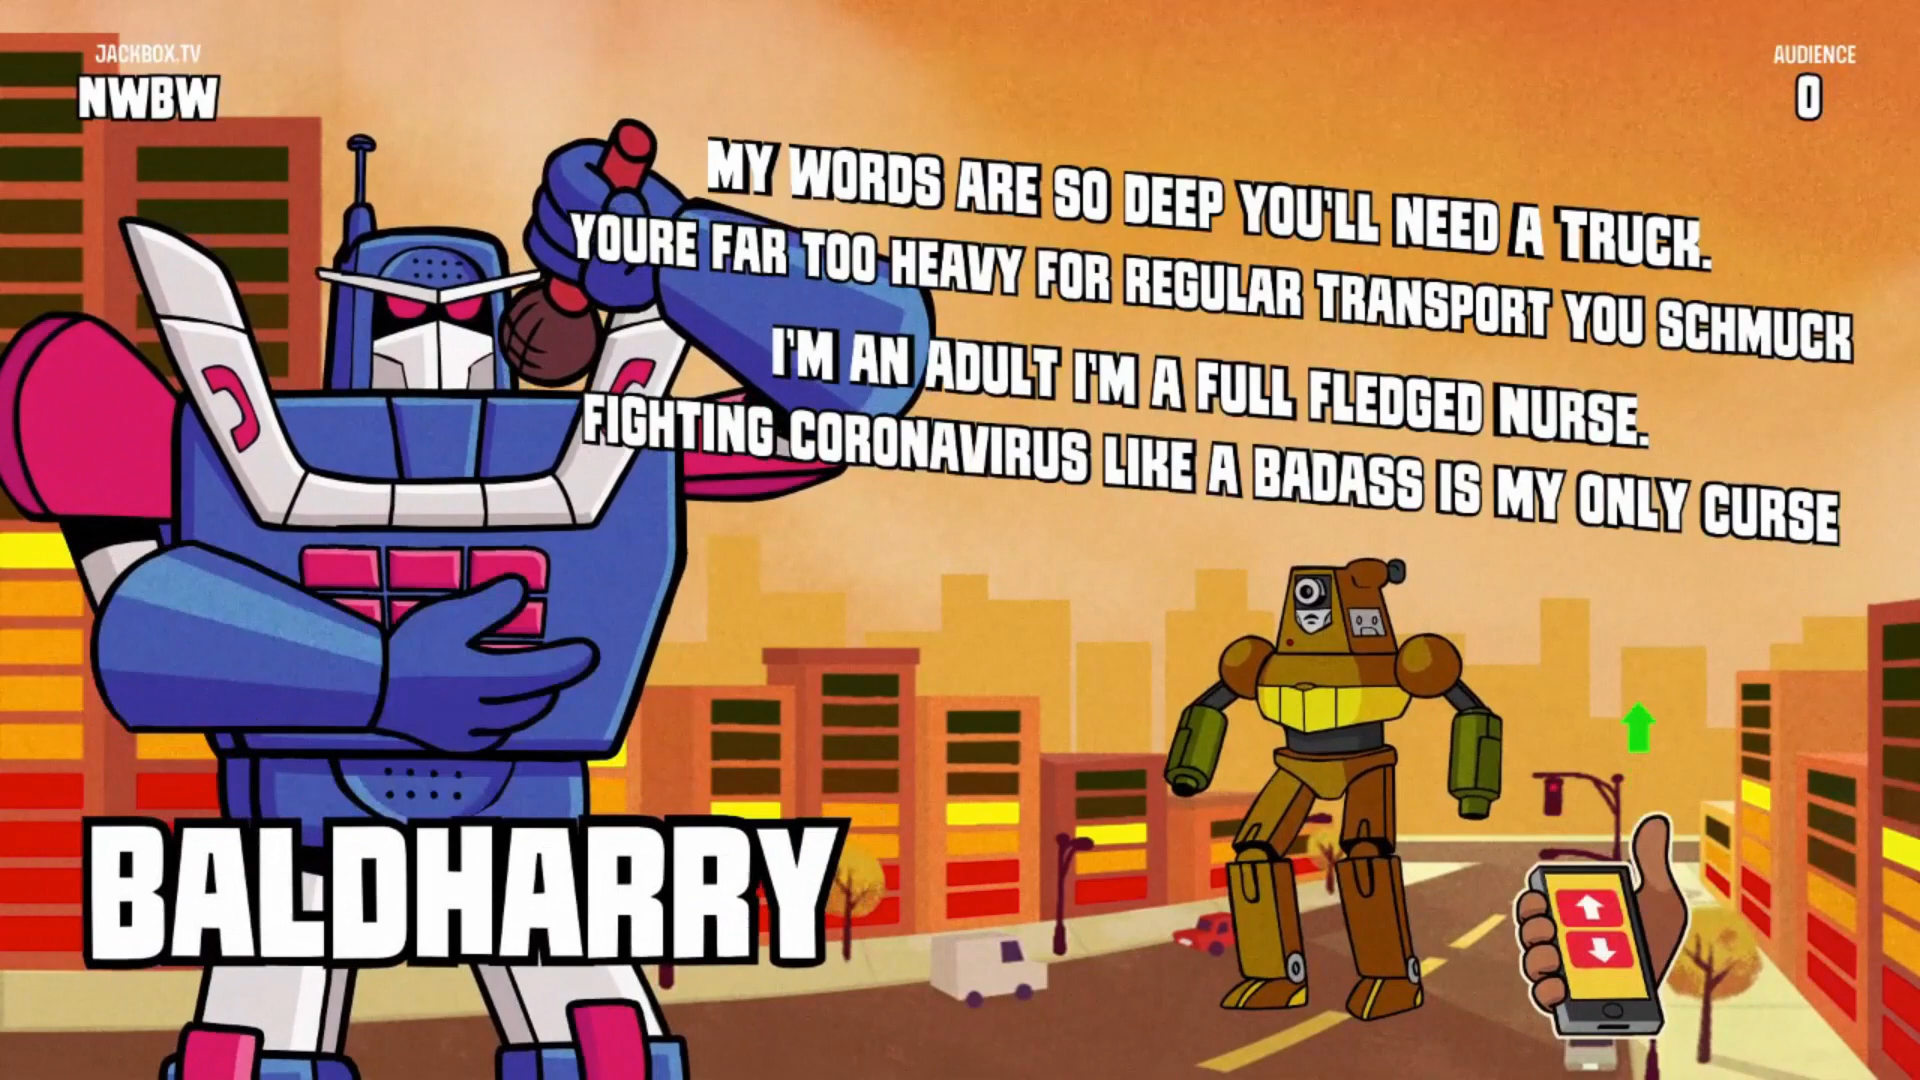 JACKBOX.TV
NWBW
AUDIENCE
0
MY WORDS ARE SO DEEP YOU'LL NEED A TRUCK.
YOURE FAR TOO HEAVY FOR REGULAR TRANSPORT YOU SCHMUCK
I'M AN ADULT I'M A FULL FLEDGED NURSE.
FIGHTING CORONAVIRUS LIKE A BADASS IS MY ONLY CURSE
BALDHARRY